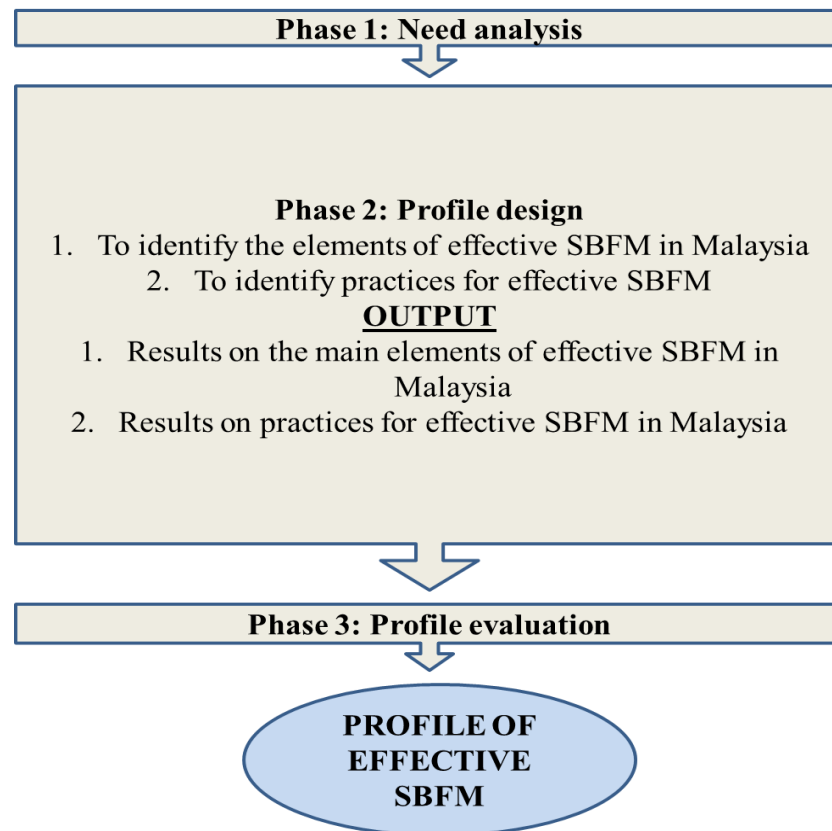 Phase 1: Need analysis
Phase 2: Profile design
1. To identify the elements of effective SBFM in Malaysia
2. To identify practices for effective SBFM
OUTPUT
1. Results on the main elements of effective SBFM in
Malaysia
2. Results on practices for effective SBFM in Malaysia
Phase 3: Profile evaluation
PROFILE OF
EFFECTIVE
SBFM